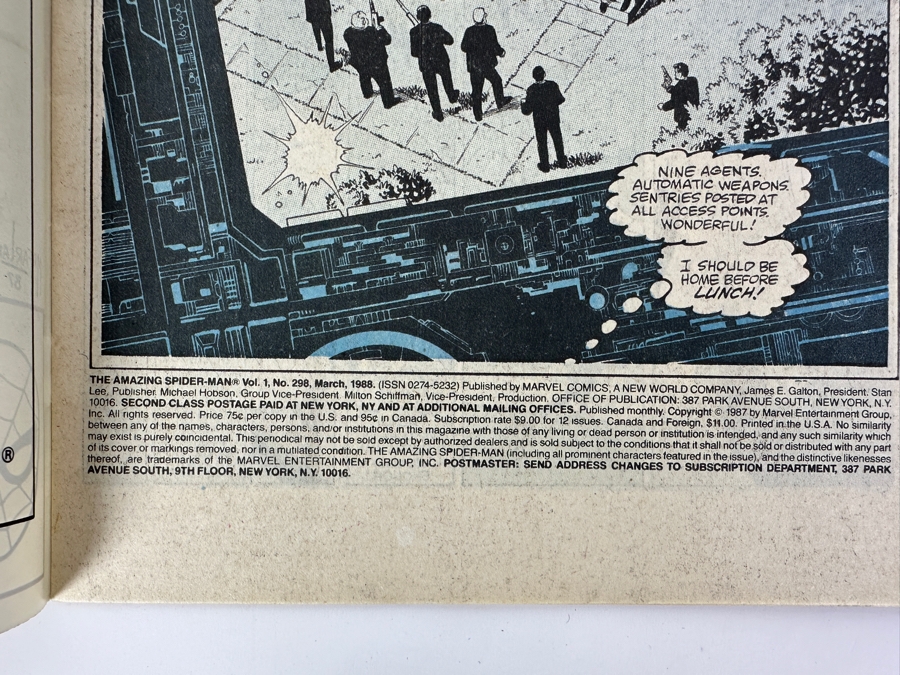 NINE AGENTS.
AUTOMATIC WEAPONS.
SENTRIES POSTED AT
ALL ACCESS POINTS.
WONDERFUL!
I SHOULD BE
HOME BEFORE
LUNCH!
THE AMAZING SPIDER-MAN® Vol. 1, No. 298, March, 1988. (ISSN 0274-5232) Published by MARVEL COMICS, A NEW WORLD COMPANY, James E. Galton, President. Stan
Lee, Publisher. Michael Hobson, Group Vice-President. Milton Schiffman, Vice-President, Production. OFFICE OF PUBLICATION: 387 PARK AVENUE SOUTH, NEW YORK, N.Y.
10016. SECOND CLASS POSTAGE PAID AT NEW YORK, NY AND AT ADDITIONAL MAILING OFFICES. Published monthly. Copyright © 1987 by Marvel Entertainment Group,
Inc. All rights reserved. Price 75¢ per copy in the U.S. and 95¢ in Canada. Subscription rate $9.00 for 12 issues. Canada and Foreign, $11.00. Printed in the U.S.A. No similarity
between any of the names, characters, persons, and/or institutions in this magazine with those of any living or dead person or institution is intended, and any such similarity which
may exist is purely coincidental. This periodical may not be sold except by authorized dealers and is sold subject to the conditions that it shall not be sold or distributed with any part
of its cover or markings removed, nor in a mutilated condition. THE AMAZING SPIDER-MAN (including all prominent characters featured in the issue), and the distinctive likenesses
thereof, are trademarks of the MARVEL ENTERTAINMENT GROUP, INC. POSTMASTER: SEND ADDRESS CHANGES TO SUBSCRIPTION DEPARTMENT, 387 PARK
AVENUE SOUTH, 9TH FLOOR, NEW YORK, N.Y. 10016.
®